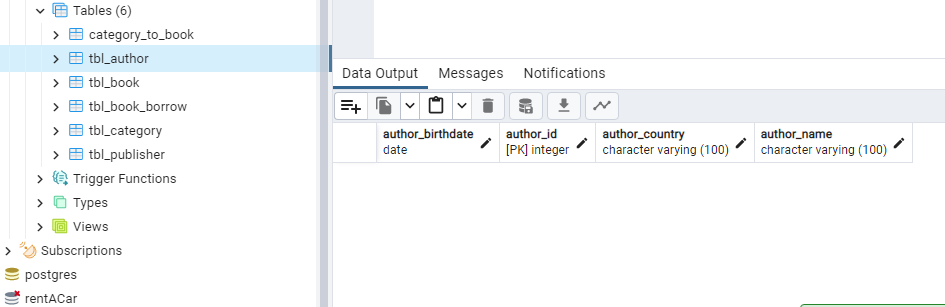 Tables (6)
category_to_book
tbl_author
tbl_book
tbl_book_borrow
tbl_category
tbl_publisher
Trigger Functions
Types
Views
Subscriptions
postgres
rentACar
Data Output Messages Notifications
author_birthdate author_id author_country author_name
date [PK] integer character varying (100) character varying (100)